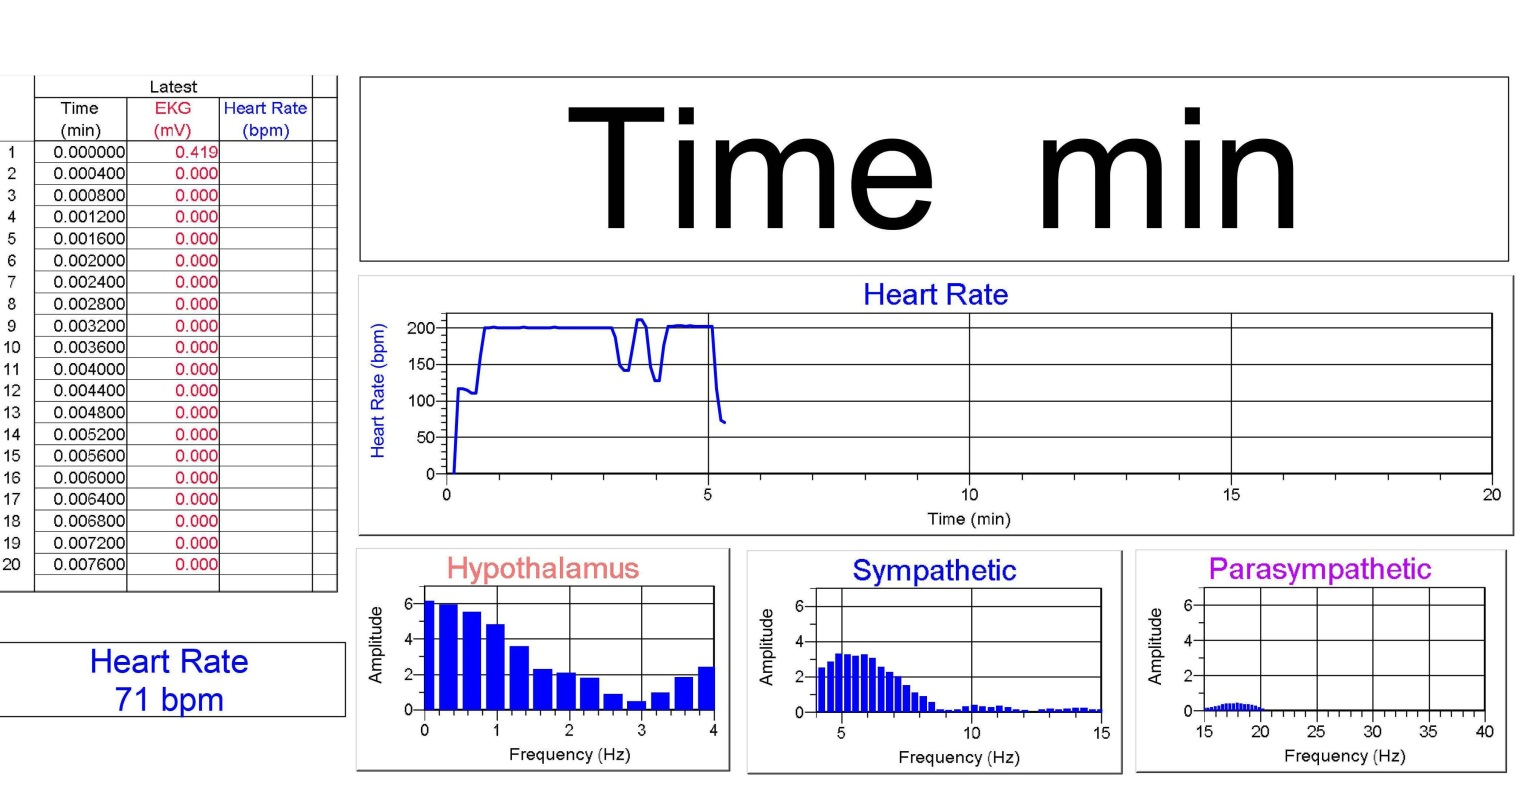 Latest
Time EKG Heart Rate
(min) (mV) (bpm)
1 0.000000 0.419
2 0.000400 0.000
3 0.000800 0.000
4 0.001200 0.000
5 0.001600 0.000
6 0.002000 0.000
7 0.002400 0.000
8 0.002800 0.000
9 0.003200 0.000
10 0.003600 0.000
11 0.004000 0.000
12 0.004400 0.000
13 0.004800 0.000
14 0.005200 0.000
15 0.005600 0.000
16 0.006000 0.000
17 0.006400 0.000
18 0.006800 0.000
19 0.007200 0.000
20 0.007600 0.000
Heart Rate
71 bpm
Time min
Heart Rate
Heart Rate (bpm)
200
150
100
50
0
0 5 10 15 20
Time (min)
Hypothalamus
Amplitude
6
4
2
0
0 1 2 3 4
Frequency (Hz)
Sympathetic
Amplitude
6
4
2
0
5 10 15
Frequency (Hz)
Parasympathetic
Amplitude
6
4
2
0
15 20 25 30 35 40
Frequency (Hz)